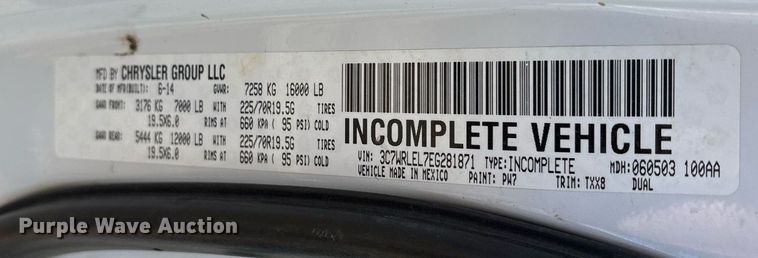 MFD BY CHRYSLER GROUP LLC
DATE OF MFR(BUILT): 6-14 GVWR: 7258 KG 16000 LB
GAWR FRONT: 3176 KG 7000 LB WITH 225/70R19.5G TIRES
19.5X6.0 RIMS AT 660 KPA ( 95 PSI) COLD
GAWR REAR: 5444 KG 12000 LB WITH 225/70R19.5G TIRES
19.5X6.0 RIMS AT 660 KPA ( 95 PSI) COLD
INCOMPLETE VEHICLE
VIN: 3C7WRLEL7EG281871 TYPE: INCOMPLETE MDH: 060503 100AA
VEHICLE MADE IN MEXICO PAINT: PW7 TRIM: TXX8 DUAL
Purple Wave Auction